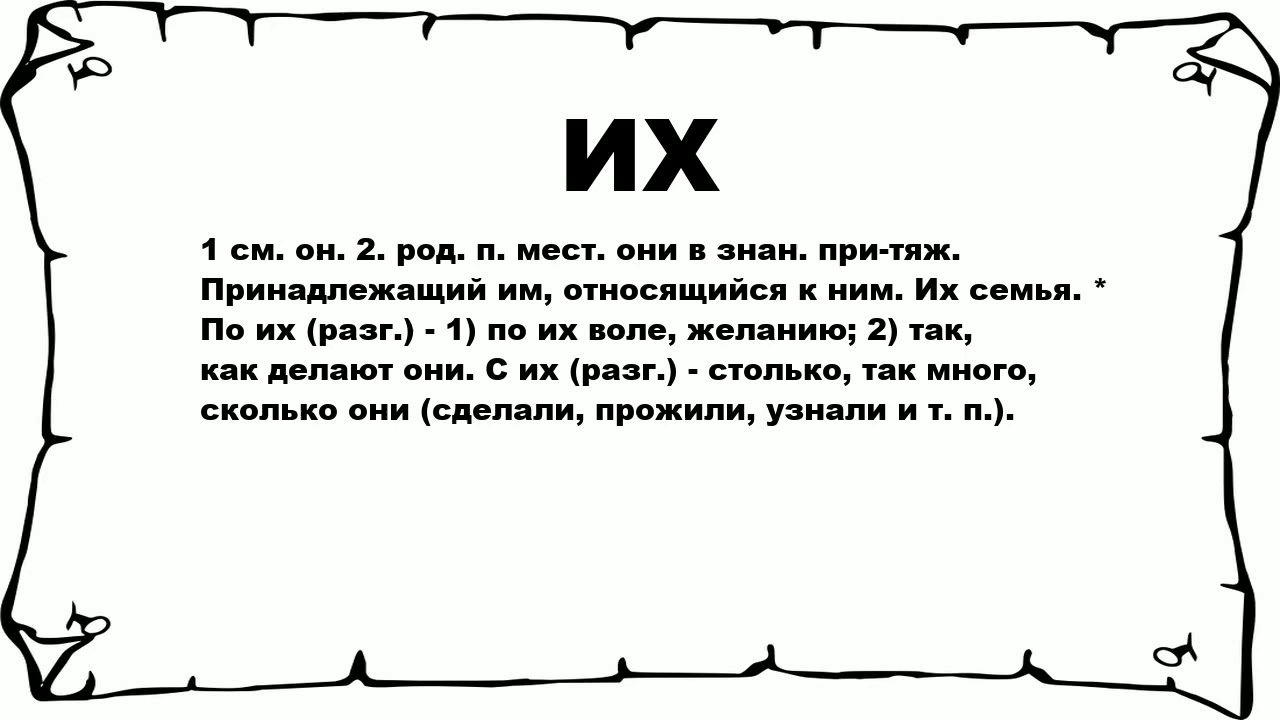 ИХ
1 см. он. 2. род. п. мест. они в знан. при-тяж.
Принадлежащий им, относящийся к ним. Их семья. *
По их (разг.) - 1) по их воле, желанию; 2) так,
как делают они. С их (разг.) - столько, так много,
сколько они (сделали, прожили, узнали и т. п.).